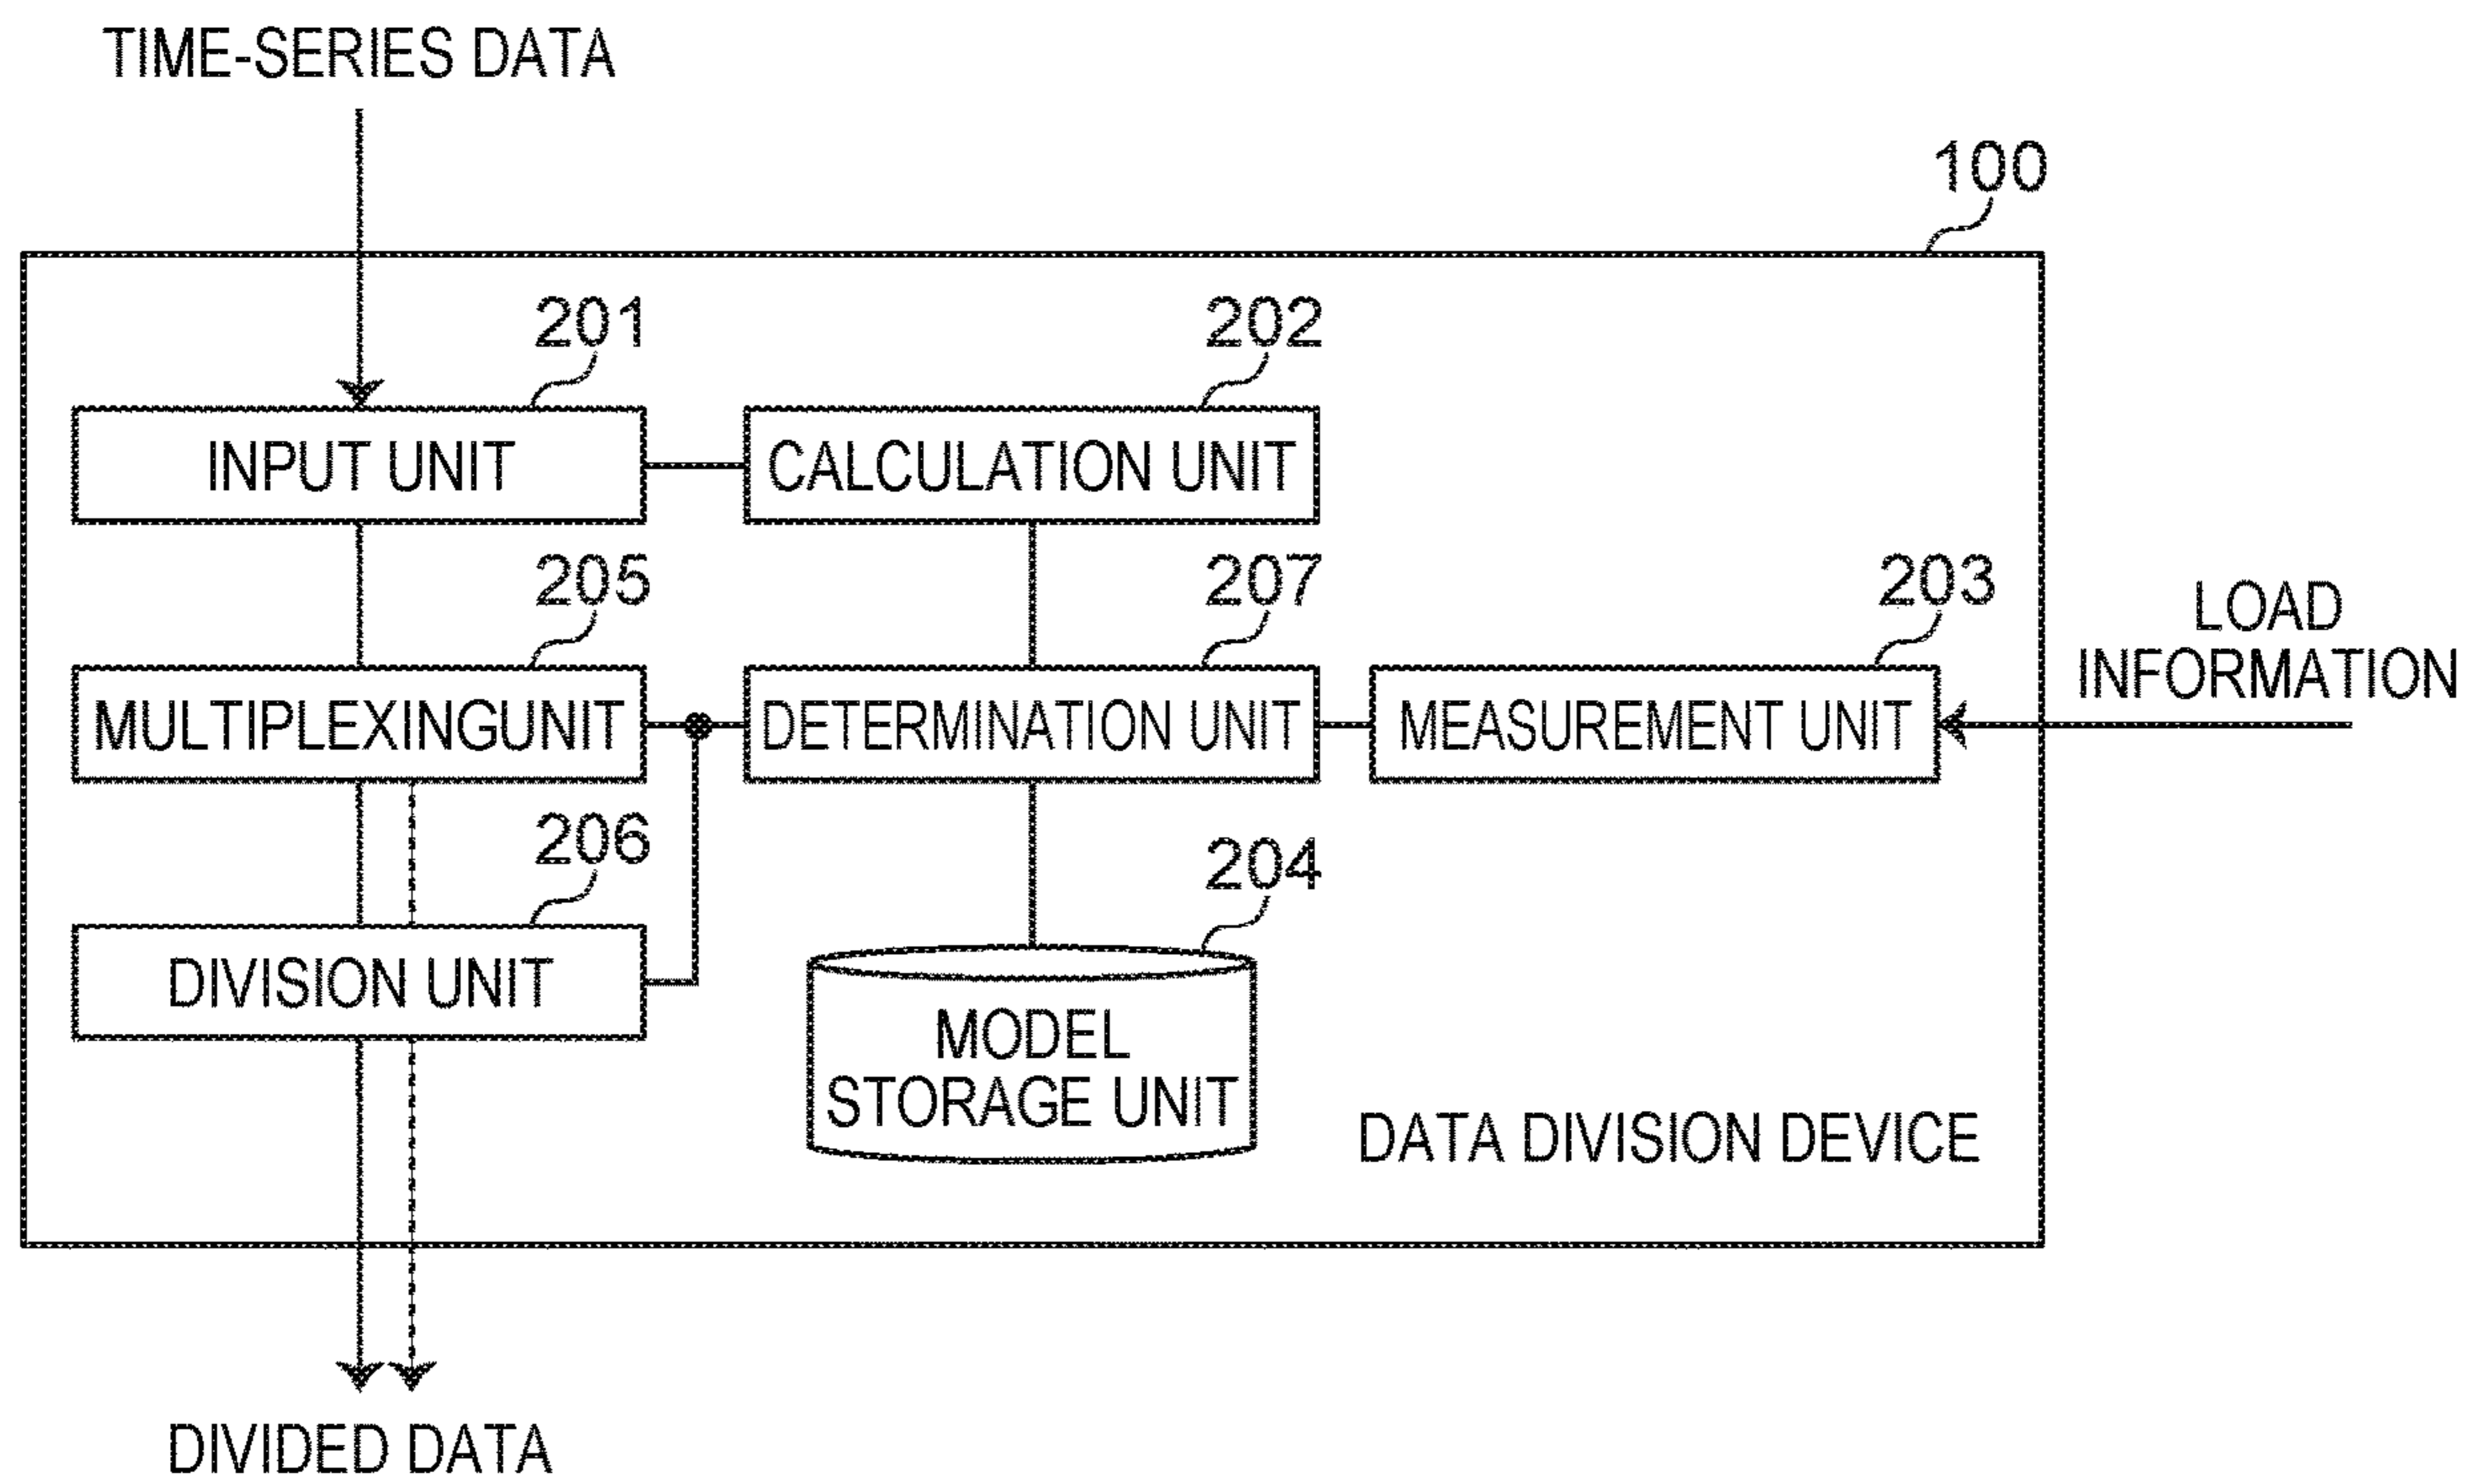 TIME-SERIES DATA
100
201
202
INPUT UNIT
CALCULATION UNIT
205
207
203
LOAD
INFORMATION
MULTIPLEXINGUNIT
DETERMINATION UNIT
MEASUREMENT UNIT
206
204
DIVISION UNIT
MODEL
STORAGE UNIT
DATA DIVISION DEVICE
DIVIDED DATA